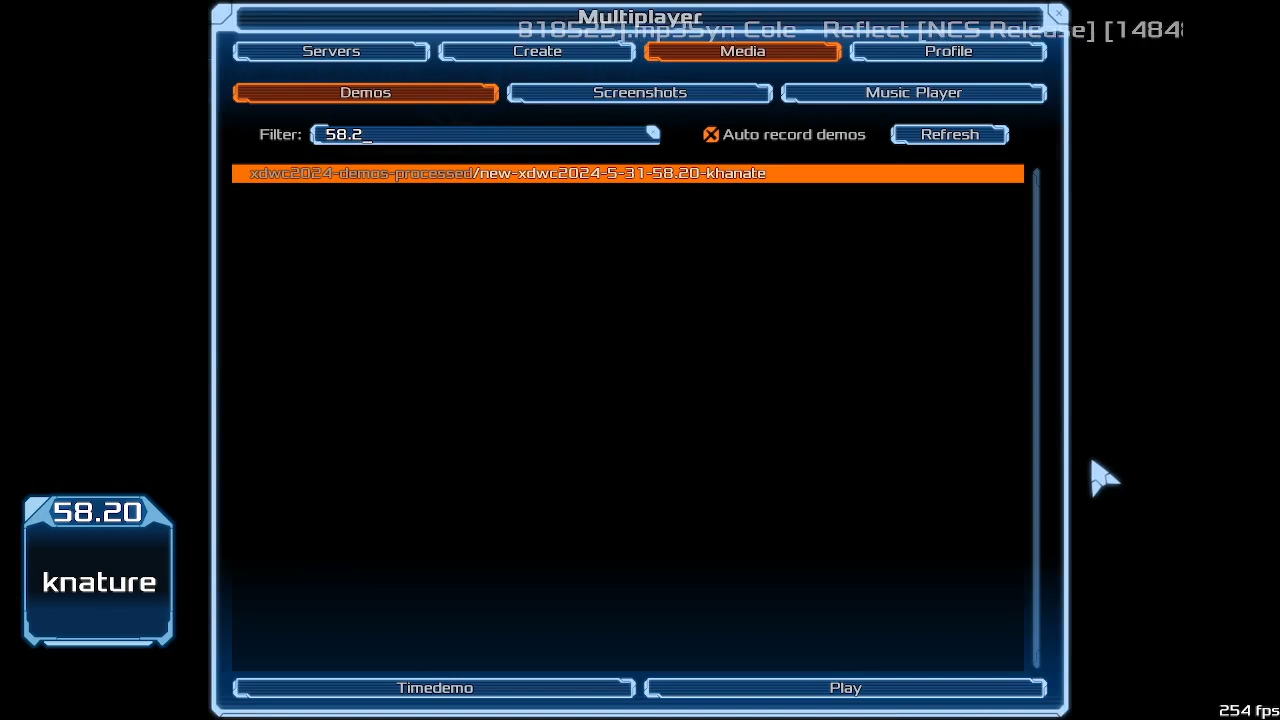 Multiplayer
818525].mp3Syn Cole - Reflect [NCS Release] [1484
Servers
Create
Media
Profile
Demos
Screenshots
Music Player
Filter: 58.2_
Auto record demos
Refresh
xdwc2024-demos-processed/new-xdwc2024-5-31-58.20-khanate
58.20
knature
Timedemo
Play
254 fps